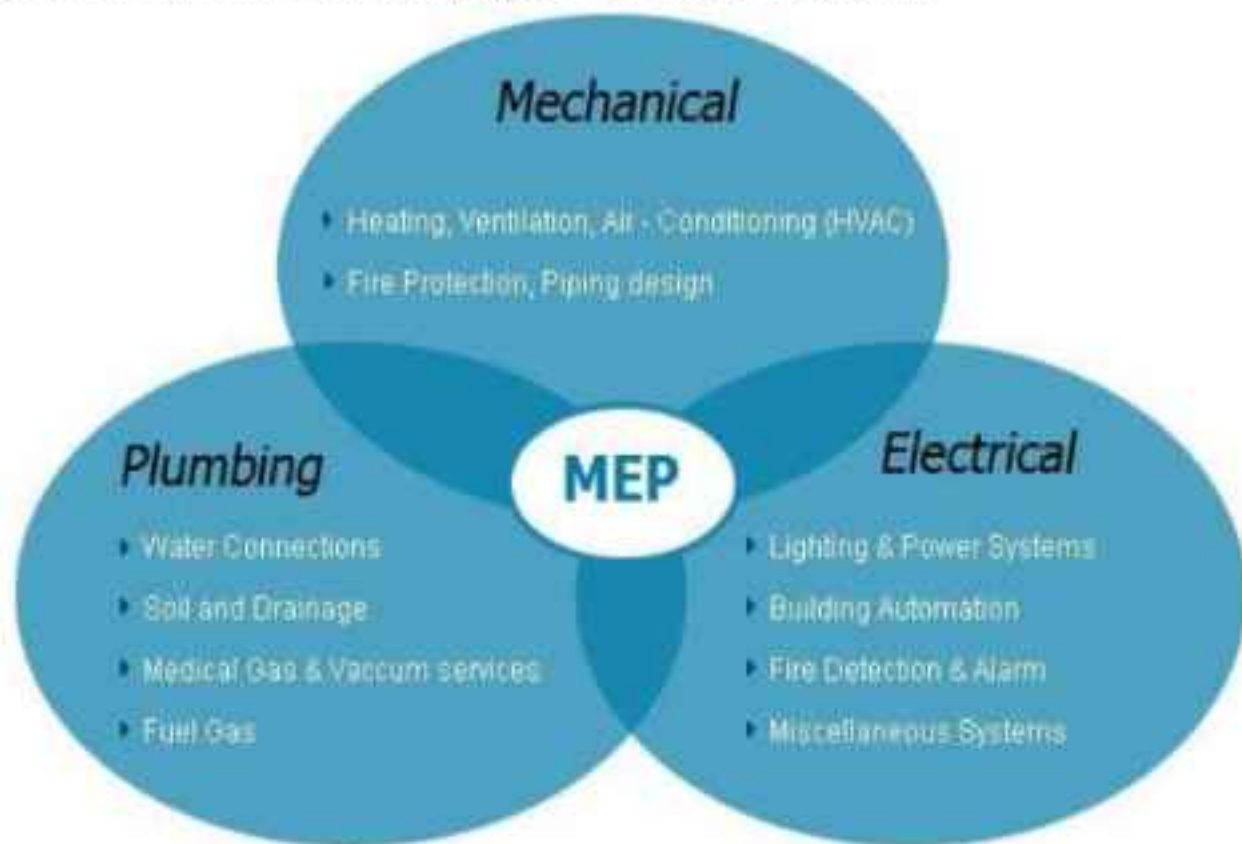 Mechanical
Heating, Ventilation, Air - Conditioning (HVAC)
Fire Protection, Piping design
MEP
Plumbing
Water Connections
Soil and Drainage
Medical Gas & Vaccum services
Fuel Gas
Electrical
Lighting & Power Systems
Building Automation
Fire Detection & Alarm
Miscellaneous Systems